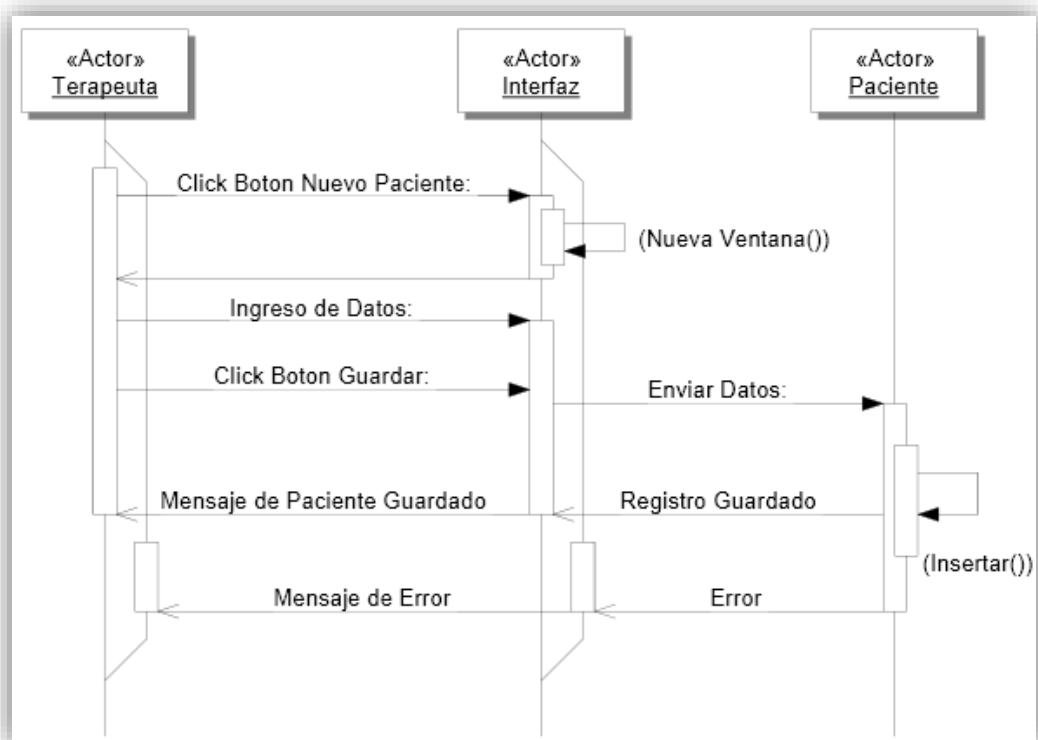 «Actor»
Terapeuta
«Actor»
Interfaz
«Actor»
Paciente
Click Boton Nuevo Paciente:
(Nueva Ventana())
Ingreso de Datos:
Click Boton Guardar:
Enviar Datos:
Mensaje de Paciente Guardado
Registro Guardado
(Insertar())
Mensaje de Error
Error